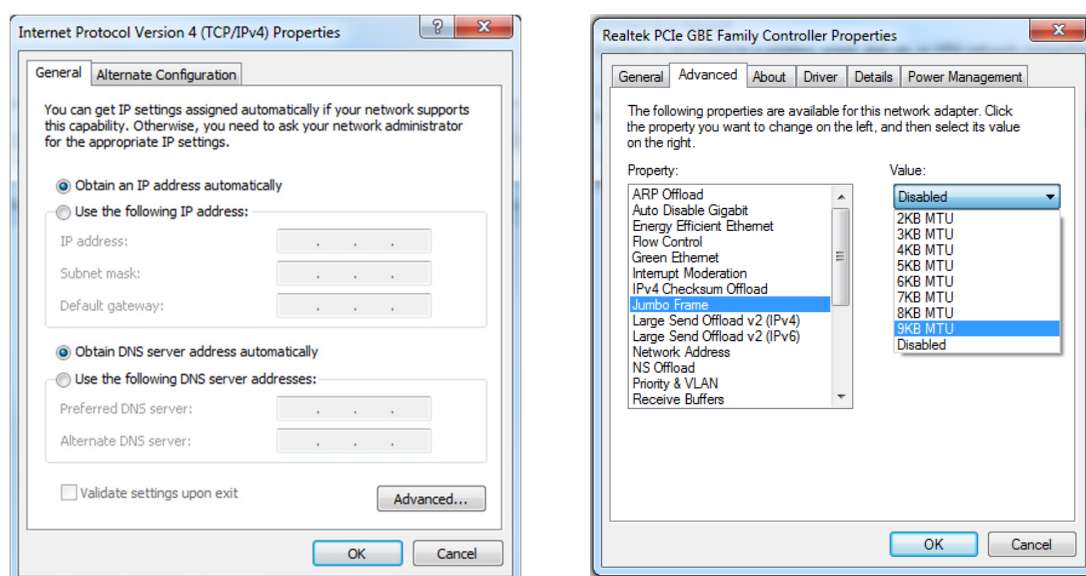 Internet Protocol Version 4 (TCP/IPv4) Properties
General
Alternate Configuration
You can get IP settings assigned automatically if your network supports
this capability. Otherwise, you need to ask your network administrator
for the appropriate IP settings.
Obtain an IP address automatically
Use the following IP address:
IP address:
Subnet mask:
Default gateway:
Obtain DNS server address automatically
Use the following DNS server addresses:
Preferred DNS server:
Alternate DNS server:
Validate settings upon exit
Advanced...
OK
Cancel
Realtek PCIe GBE Family Controller Properties
General
Advanced
About
Driver
Details
Power Management
The following properties are available for this network adapter. Click
the property you want to change on the left, and then select its value
on the right.
Property:
ARP Offload
Auto Disable Gigabit
Energy Efficient Ethernet
Flow Control
Green Ethernet
Interrupt Moderation
IPv4 Checksum Offload
Jumbo Frame
Large Send Offload v2 (IPv4)
Large Send Offload v2 (IPv6)
Network Address
NS Offload
Priority & VLAN
Receive Buffers
Value:
Disabled
2KB MTU
3KB MTU
4KB MTU
5KB MTU
6KB MTU
7KB MTU
8KB MTU
9KB MTU
Disabled
OK
Cancel